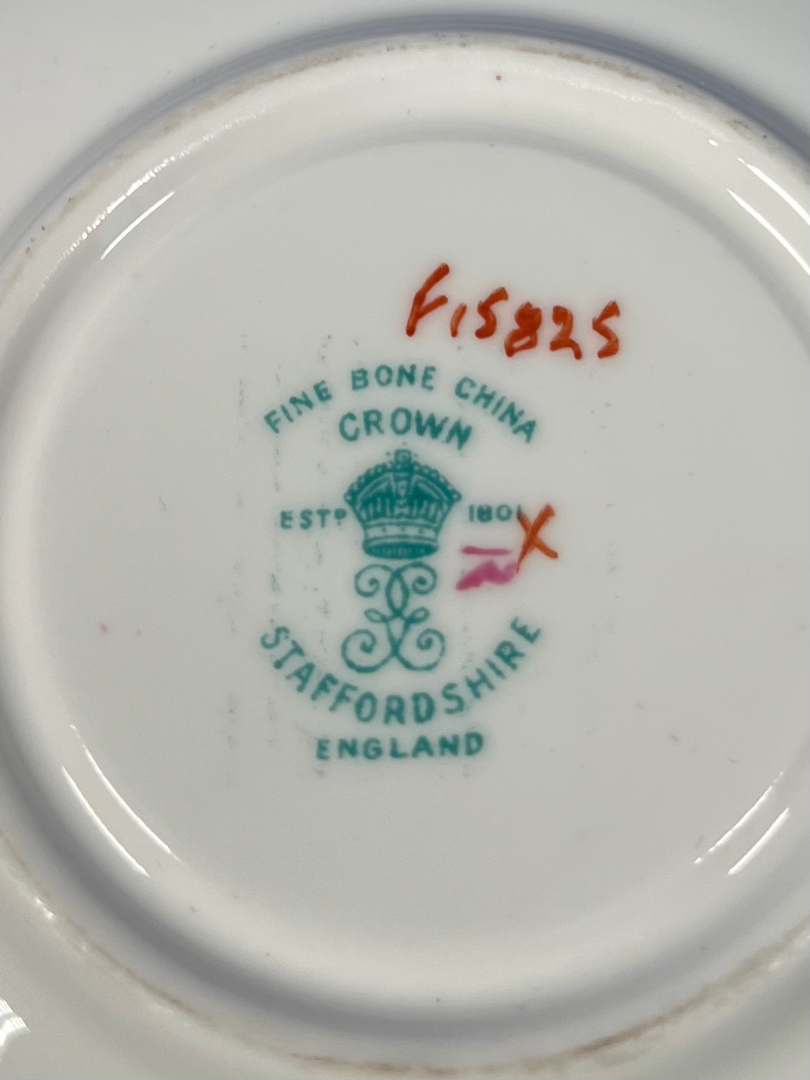 F15825
FINE BONE CHINA
CROWN
ESTD 1801
X
STAFFORDSHIRE
ENGLAND